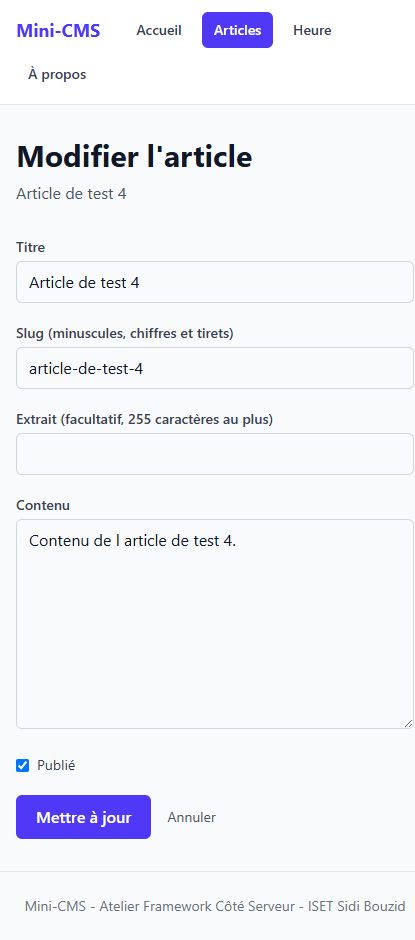 Mini-CMS Accueil Articles Heure
À propos
Modifier l'article
Article de test 4
Titre
Article de test 4
Slug (minuscules, chiffres et tirets)
article-de-test-4
Extrait (facultatif, 255 caractères au plus)
Contenu
Contenu de l article de test 4.
Publié
Mettre à jour Annuler
Mini-CMS - Atelier Framework Côté Serveur - ISET Sidi Bouzid